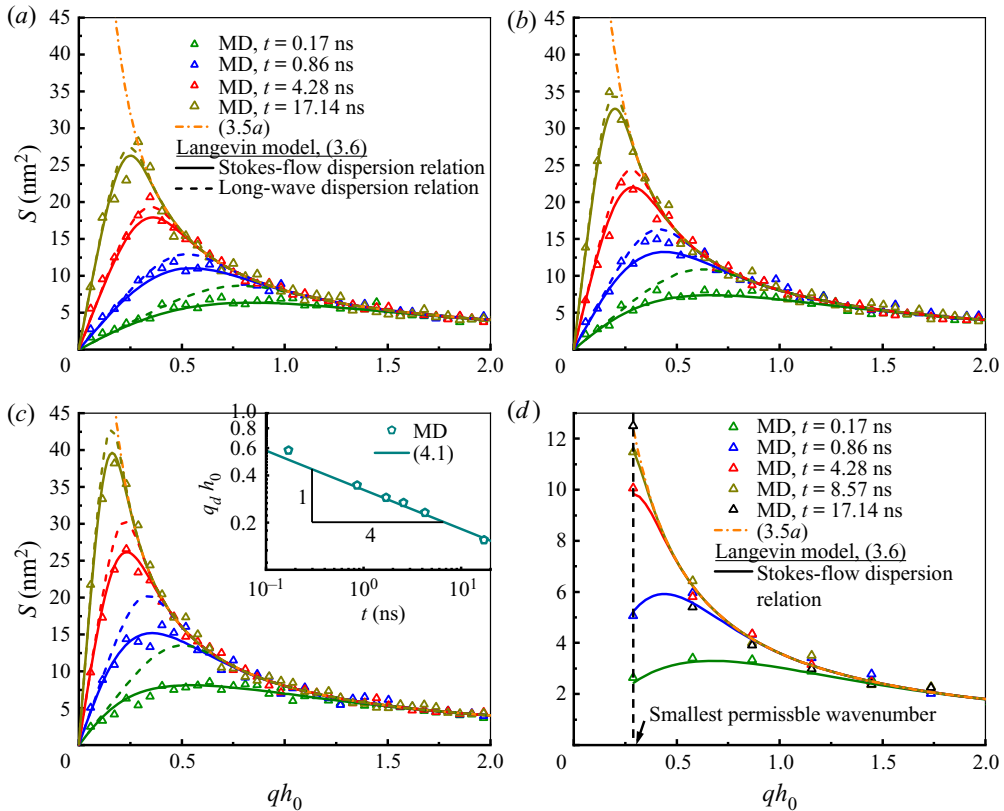 (a)
45
40
35
30
25
20
15
10
5
0
0.5
1.0
1.5
2.0
S (nm²)
MD, t = 0.17 ns
MD, t = 0.86 ns
MD, t = 4.28 ns
MD, t = 17.14 ns
(3.5a)
Langevin model, (3.6)
Stokes-flow dispersion relation
Long-wave dispersion relation
(b)
45
40
35
30
25
20
15
10
5
0
0.5
1.0
1.5
2.0
(c)
45
40
35
30
25
20
15
10
5
0
0.5
1.0
1.5
2.0
S (nm²)
qh₀
1.0
0.6
0.2
q_d h₀
MD
(4.1)
1
4
10⁻¹
10⁰
10¹
t (ns)
(d)
12
10
8
6
4
2
0
0.5
1.0
1.5
2.0
MD, t = 0.17 ns
MD, t = 0.86 ns
MD, t = 4.28 ns
MD, t = 8.57 ns
MD, t = 17.14 ns
(3.5a)
Langevin model, (3.6)
Stokes-flow dispersion
relation
Smallest permissble wavenumber
qh₀